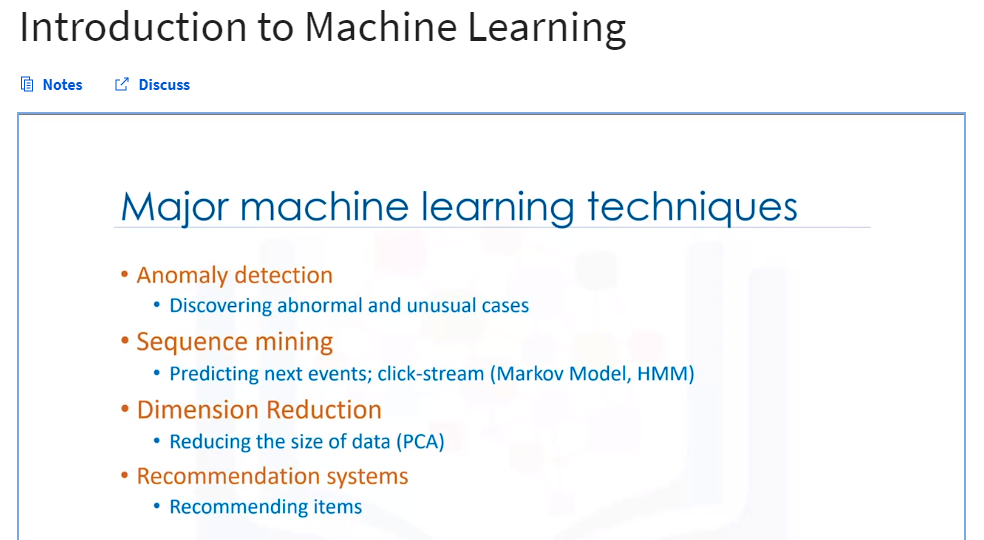 Introduction to Machine Learning
Notes Discuss
Major machine learning techniques
• Anomaly detection
• Discovering abnormal and unusual cases
• Sequence mining
• Predicting next events; click-stream (Markov Model, HMM)
• Dimension Reduction
• Reducing the size of data (PCA)
• Recommendation systems
• Recommending items